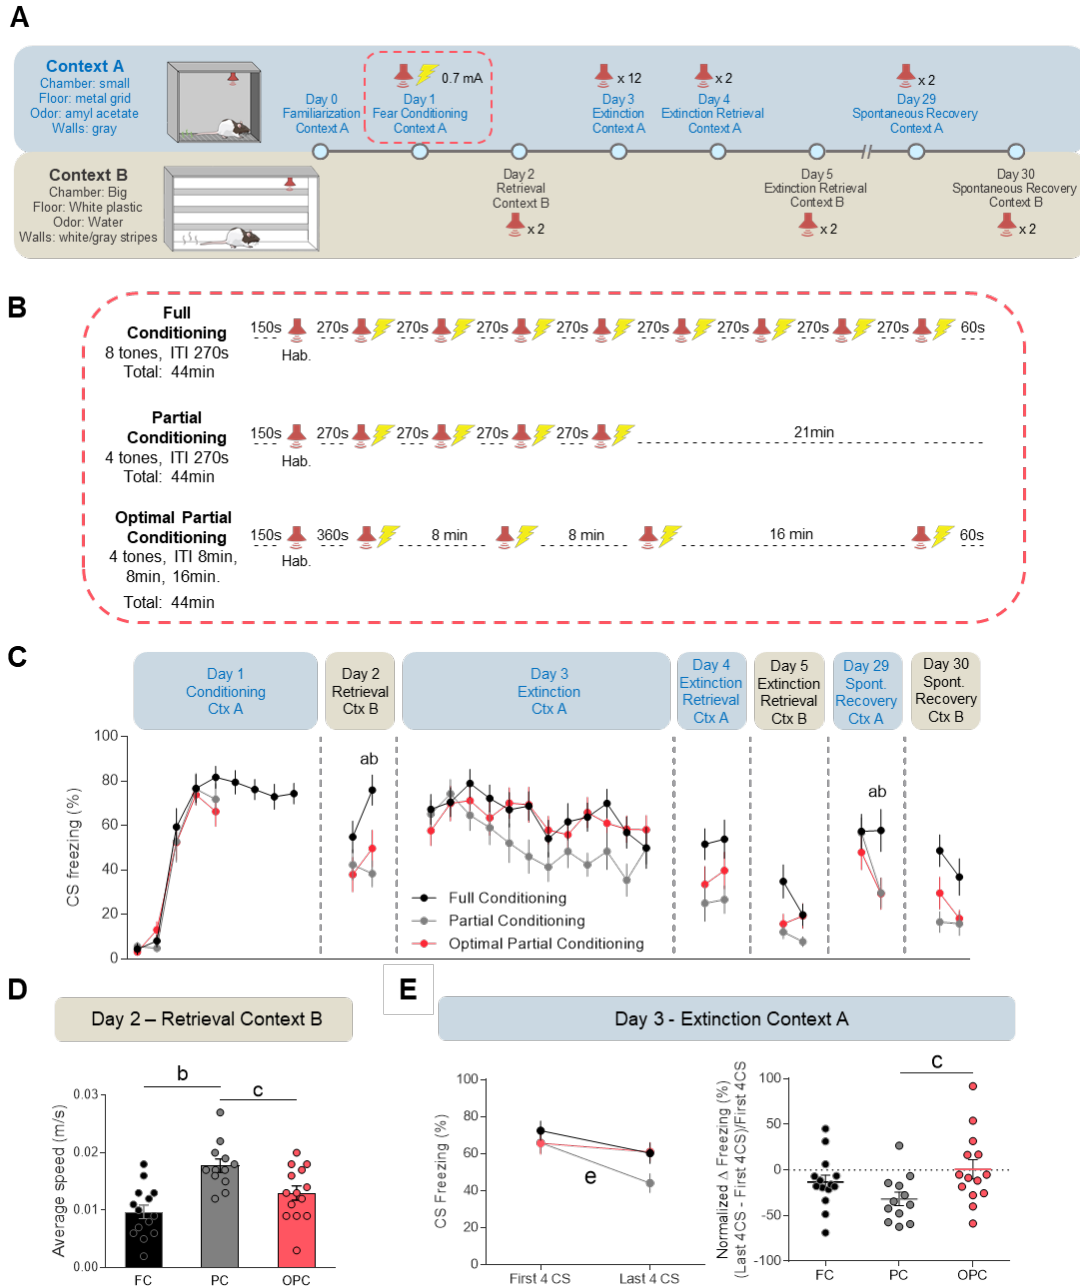 A
Context A
Chamber: small
Floor: metal grid
Odor: amyl acetate
Walls: gray
0.7 mA
x 12
x 2
x 2
Day 0
Familiarization
Context A
Day 1
Fear Conditioning
Context A
Day 3
Extinction
Context A
Day 4
Extinction Retrieval
Context A
Day 29
Spontaneous Recovery
Context A
Context B
Chamber: Big
Floor: White plastic
Odor: Water
Walls: white/gray stripes
Day 2
Retrieval
Context B
x 2
Day 5
Extinction Retrieval
Context B
x 2
Day 30
Spontaneous Recovery
Context B
x 2
B
Full
Conditioning
8 tones, ITI 270s
Total: 44min
150s 270s 270s 270s 270s 270s 270s 270s 270s 60s
Hab.
Partial
Conditioning
4 tones, ITI 270s
Total: 44min
150s 270s 270s 270s 270s 21min
Hab.
Optimal Partial
Conditioning
4 tones, ITI 8min,
8min, 16min.
Total: 44min
150s 360s 8 min 8 min 16 min 60s
Hab.
C
Day 1
Conditioning
Ctx A
Day 2
Retrieval
Ctx B
Day 3
Extinction
Ctx A
Day 4
Extinction
Retrieval
Ctx A
Day 5
Extinction
Retrieval
Ctx B
Day 29
Spont.
Recovery
Ctx A
Day 30
Spont.
Recovery
Ctx B
CS freezing (%)
100
80
60
40
20
0
ab
ab
Full Conditioning
Partial Conditioning
Optimal Partial Conditioning
D
Day 2 – Retrieval Context B
Average speed (m/s)
0.03
0.02
0.01
0.00
b
c
FC PC OPC
E
Day 3 - Extinction Context A
CS Freezing (%)
100
80
60
40
20
0
e
First 4 CS Last 4 CS
Normalized Δ Freezing (%)
(Last 4CS - First 4CS)/First 4CS
100
50
0
-50
-100
c
FC PC OPC